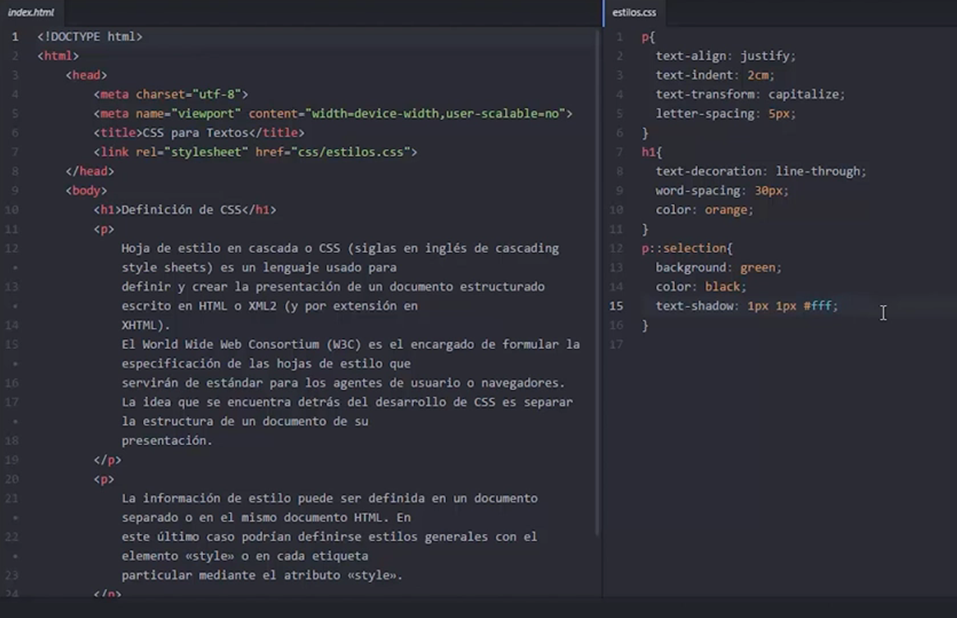 index.html
1 <!DOCTYPE html>
2 <html>
3 <head>
4 <meta charset="utf-8">
5 <meta name="viewport" content="width=device-width,user-scalable=no">
6 <title>CSS para Textos</title>
7 <link rel="stylesheet" href="css/estilos.css">
8 </head>
9 <body>
10 <h1>Definición de CSS</h1>
11 <p>
12 Hoja de estilo en cascada o CSS (siglas en inglés de cascading
• style sheets) es un lenguaje usado para
13 definir y crear la presentación de un documento estructurado
• escrito en HTML o XML2 (y por extensión en
14 XHTML).
15 El World Wide Web Consortium (W3C) es el encargado de formular la
• especificación de las hojas de estilo que
16 servirán de estándar para los agentes de usuario o navegadores.
17 La idea que se encuentra detrás del desarrollo de CSS es separar
• la estructura de un documento de su
18 presentación.
19 </p>
20 <p>
21 La información de estilo puede ser definida en un documento
• separado o en el mismo documento HTML. En
22 este último caso podrían definirse estilos generales con el
• elemento «style» o en cada etiqueta
23 particular mediante el atributo «style».
24 </p>
estilos.css
1 p{
2 text-align: justify;
3 text-indent: 2cm;
4 text-transform: capitalize;
5 letter-spacing: 5px;
6 }
7 h1{
8 text-decoration: line-through;
9 word-spacing: 30px;
10 color: orange;
11 }
12 p::selection{
13 background: green;
14 color: black;
15 text-shadow: 1px 1px #fff;
16 }
17